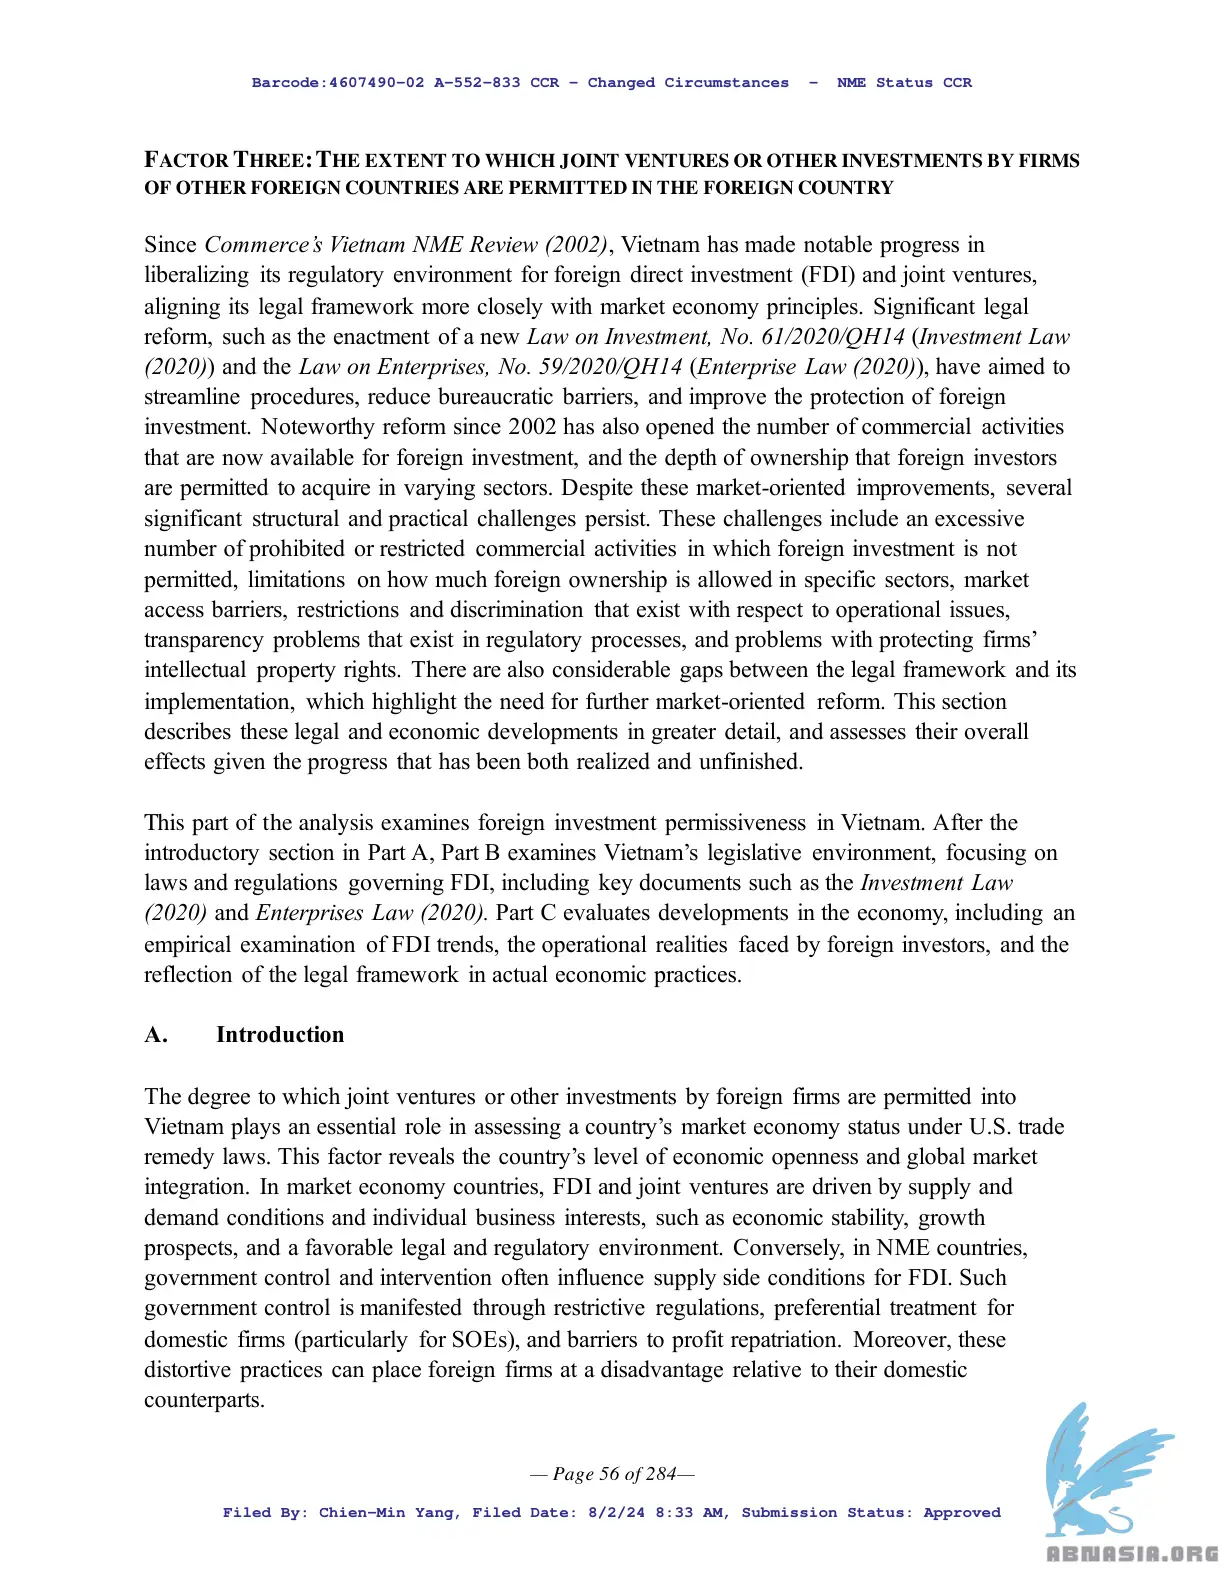 Barcode:4607490-02 A-552-833 CCR - Changed Circumstances - NME Status CCR
FACTOR THREE: THE EXTENT TO WHICH JOINT VENTURES OR OTHER INVESTMENTS BY FIRMS
OF OTHER FOREIGN COUNTRIES ARE PERMITTED IN THE FOREIGN COUNTRY
Since Commerce’s Vietnam NME Review (2002), Vietnam has made notable progress in
liberalizing its regulatory environment for foreign direct investment (FDI) and joint ventures,
aligning its legal framework more closely with market economy principles. Significant legal
reform, such as the enactment of a new Law on Investment, No. 61/2020/QH14 (Investment Law
(2020)) and the Law on Enterprises, No. 59/2020/QH14 (Enterprise Law (2020)), have aimed to
streamline procedures, reduce bureaucratic barriers, and improve the protection of foreign
investment. Noteworthy reform since 2002 has also opened the number of commercial activities
that are now available for foreign investment, and the depth of ownership that foreign investors
are permitted to acquire in varying sectors. Despite these market-oriented improvements, several
significant structural and practical challenges persist. These challenges include an excessive
number of prohibited or restricted commercial activities in which foreign investment is not
permitted, limitations on how much foreign ownership is allowed in specific sectors, market
access barriers, restrictions and discrimination that exist with respect to operational issues,
transparency problems that exist in regulatory processes, and problems with protecting firms’
intellectual property rights. There are also considerable gaps between the legal framework and its
implementation, which highlight the need for further market-oriented reform. This section
describes these legal and economic developments in greater detail, and assesses their overall
effects given the progress that has been both realized and unfinished.
This part of the analysis examines foreign investment permissiveness in Vietnam. After the
introductory section in Part A, Part B examines Vietnam’s legislative environment, focusing on
laws and regulations governing FDI, including key documents such as the Investment Law
(2020) and Enterprises Law (2020). Part C evaluates developments in the economy, including an
empirical examination of FDI trends, the operational realities faced by foreign investors, and the
reflection of the legal framework in actual economic practices.
A. Introduction
The degree to which joint ventures or other investments by foreign firms are permitted into
Vietnam plays an essential role in assessing a country’s market economy status under U.S. trade
remedy laws. This factor reveals the country’s level of economic openness and global market
integration. In market economy countries, FDI and joint ventures are driven by supply and
demand conditions and individual business interests, such as economic stability, growth
prospects, and a favorable legal and regulatory environment. Conversely, in NME countries,
government control and intervention often influence supply side conditions for FDI. Such
government control is manifested through restrictive regulations, preferential treatment for
domestic firms (particularly for SOEs), and barriers to profit repatriation. Moreover, these
distortive practices can place foreign firms at a disadvantage relative to their domestic
counterparts.
— Page 56 of 284—
Filed By: Chien-Min Yang, Filed Date: 8/2/24 8:33 AM, Submission Status: Approved
ABNASIA.ORG